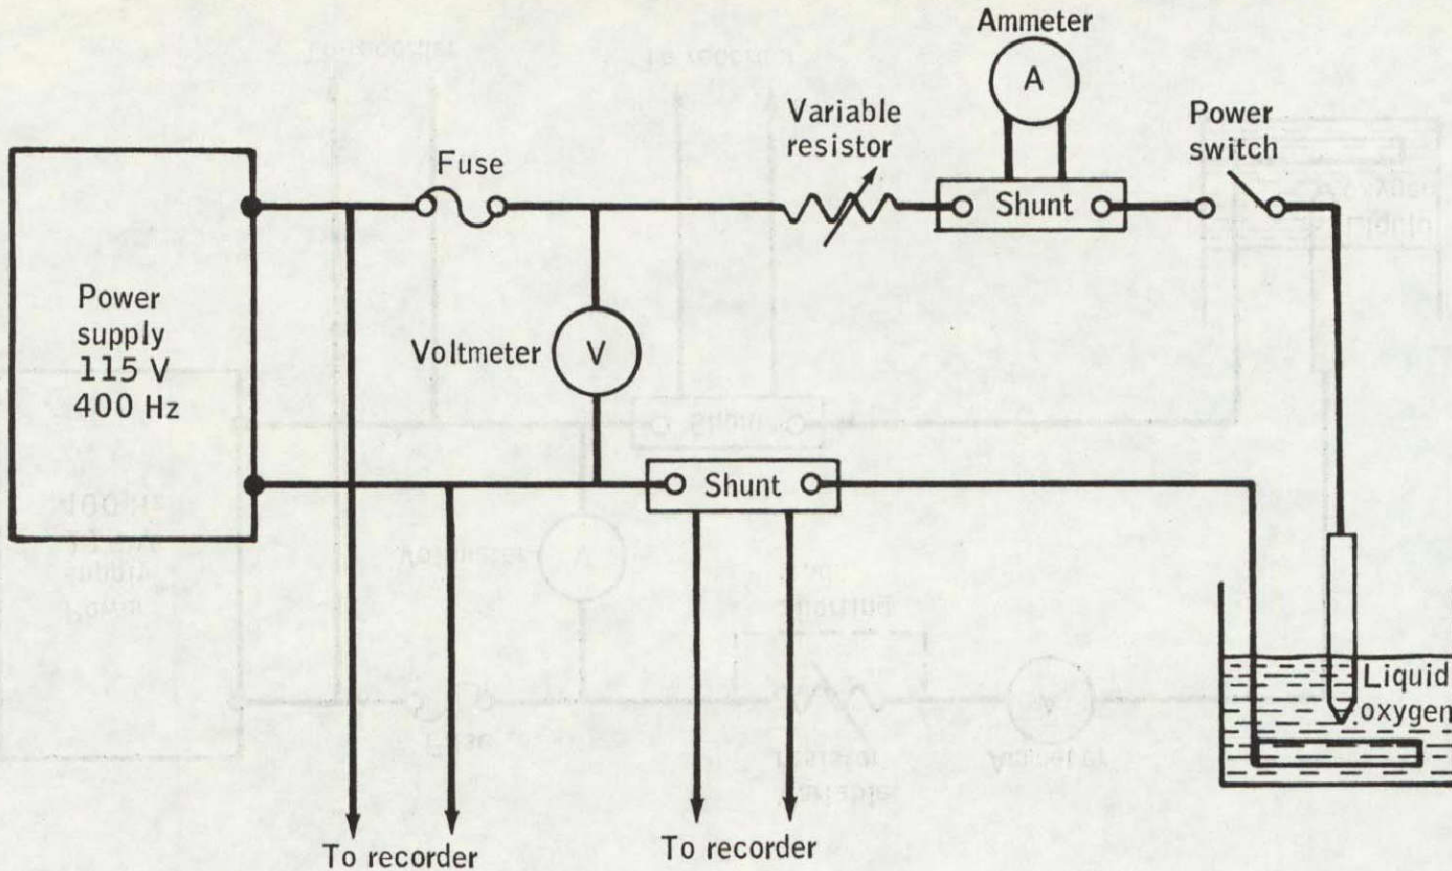 Ammeter
A
Variable
resistor
Power
switch
Fuse
Shunt
Power
supply
115 V
400 Hz
Voltmeter
V
Shunt
Liquid
oxygen
To recorder
To recorder